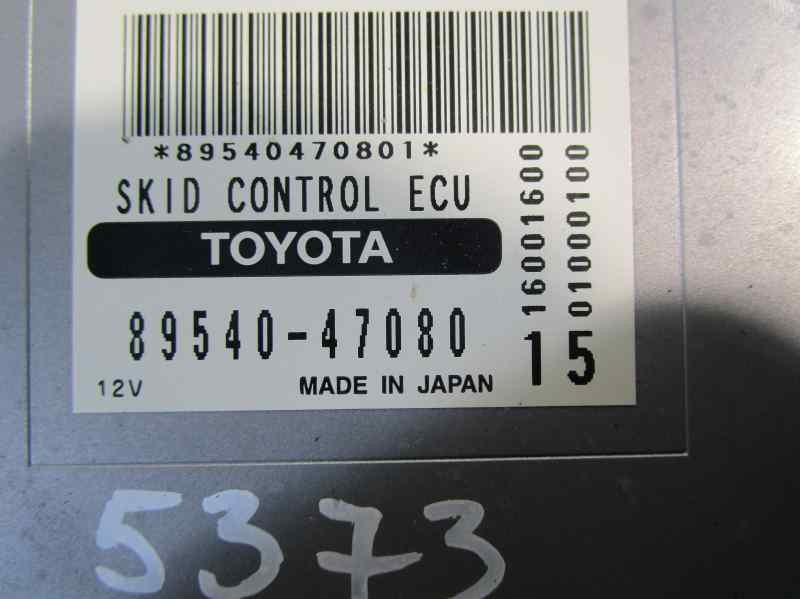 *89540470801*
SKID CONTROL ECU
TOYOTA
89540-47080
12V MADE IN JAPAN
16001600
01000100
15
5373